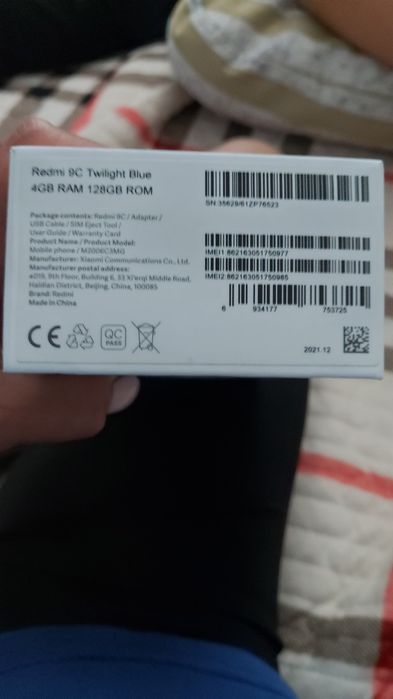 Redmi 9C Twilight Blue
4GB RAM 128GB ROM
Package contents: Redmi 9C / Adapter /
USB Cable / SIM Eject Tool /
User Guide / Warranty Card
Product Name / Product Model:
Mobile phone / M2006C3MG
Manufacturer: Xiaomi Communications Co., Ltd.
Manufacturer postal address:
#019, 9th Floor, Building 6, 33 Xi'erqi Middle Road,
Haidian District, Beijing, China, 100085
Brand: Redmi
Made in China
CE
QC
PASS
SN:35629/61ZP76523
IMEI1:862163051750977
IMEI2:862163051750985
6 934177 753725
2021.12